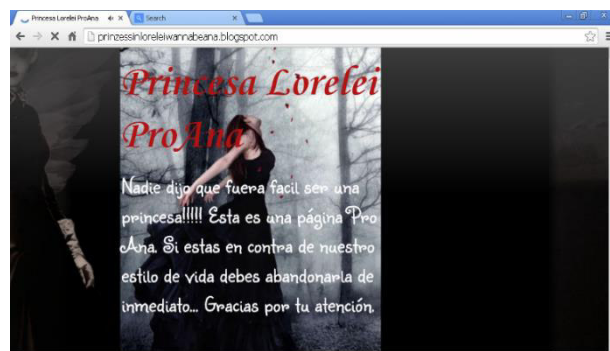 Princesa Lorelei ProAna
Search
prinzessinloreleiwannabeana.blogspot.com
Princesa Lorelei
ProAna
Nadie dijo que fuera facil ser una
princesa!!!!! Esta es una página Pro
Ana. Si estas en contra de nuestro
estilo de vida debes abandonarla de
inmediato... Gracias por tu atención.